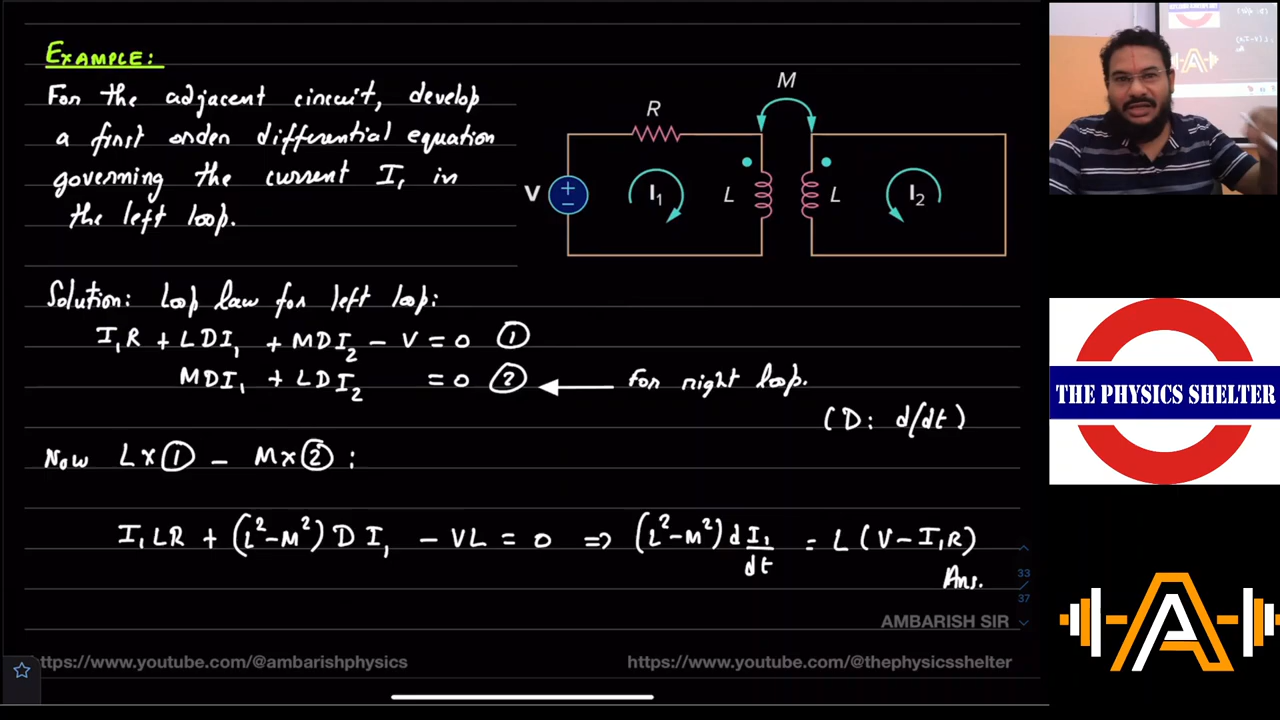 EXAMPLE:
For the adjacent circuit, develop
a first order differential equation
governing the current I₁ in
the left loop.
M
R
V
+
−
I₁
L
L
I₂
Solution: Loop law for left loop:
I₁R + LDI₁ + MDI₂ − V = 0 ①
MDI₁ + LDI₂ = 0 ② ← For right loop.
(D: d/dt)
Now L×① − M×② :
I₁LR + (L²−M²) D I₁ − VL = 0 ⇒ (L²−M²) dI₁/dt = L (V − I₁R)
Ans.
33
/
37
AMBARISH SIR
https://www.youtube.com/@ambarishphysics
https://www.youtube.com/@thephysicsshelter
THE PHYSICS SHELTER
A